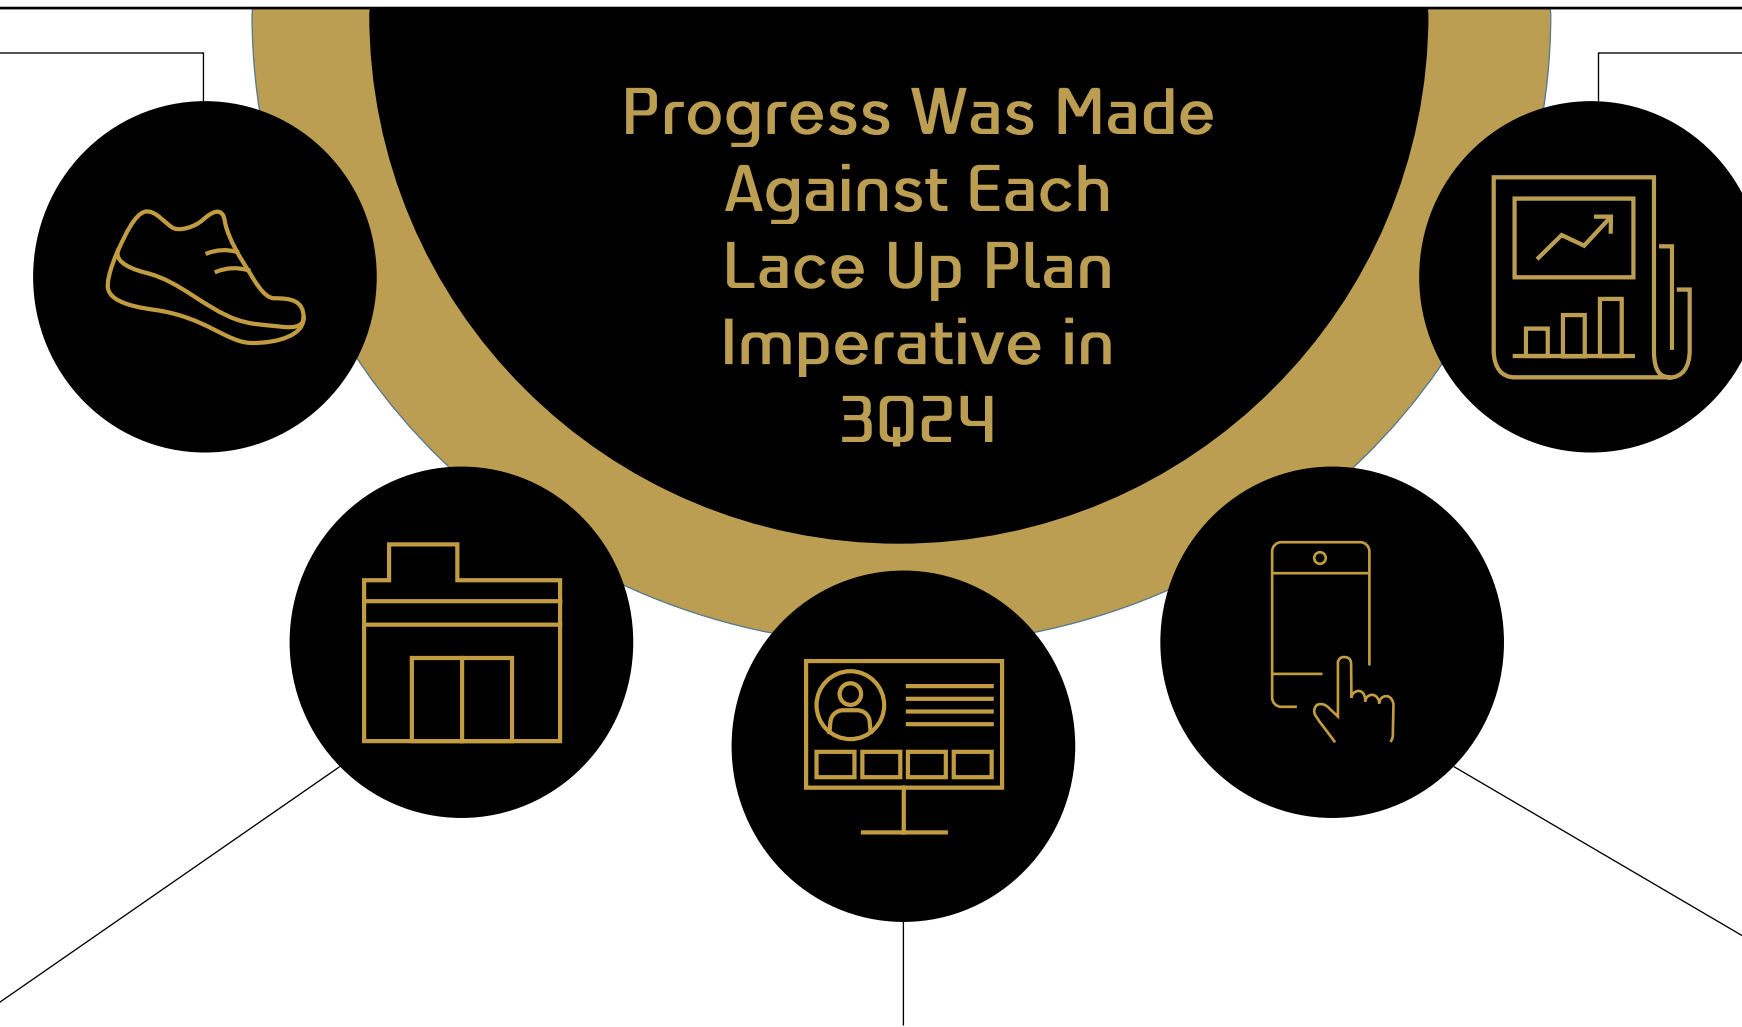 Progress Was Made
Against Each
Lace Up Plan
Imperative in
3Q24